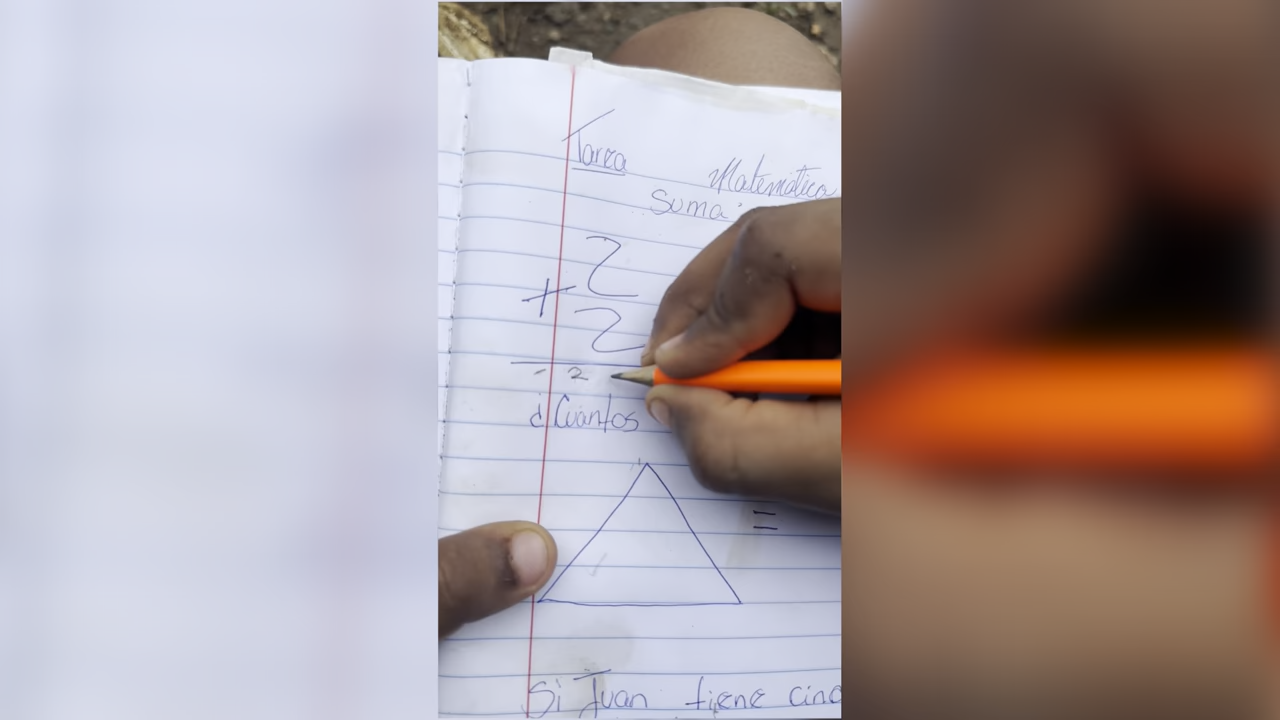 Tarea Matemática
Suma:
2
+
2
- 2
¿Cuantos
=
Si Juan tiene cinc